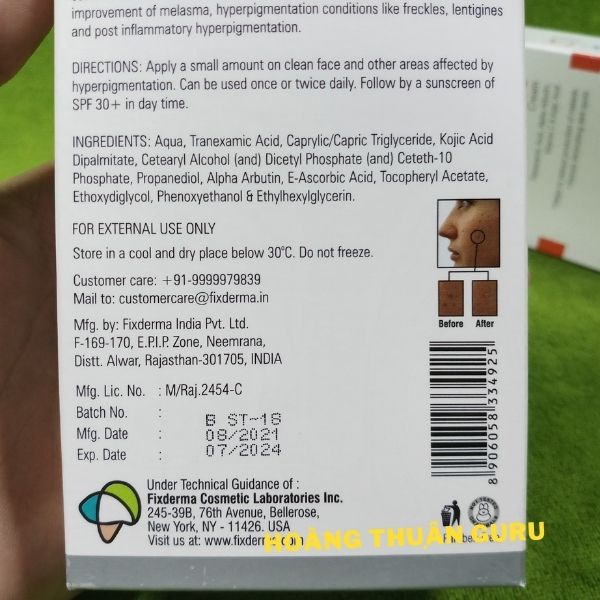 improvement of melasma, hyperpigmentation conditions like freckles, lentigines
and post inflammatory hyperpigmentation.
DIRECTIONS: Apply a small amount on clean face and other areas affected by
hyperpigmentation. Can be used once or twice daily. Follow by a sunscreen of
SPF 30+ in day time.
INGREDIENTS: Aqua, Tranexamic Acid, Caprylic/Capric Triglyceride, Kojic Acid
Dipalmitate, Cetearyl Alcohol (and) Dicetyl Phosphate (and) Ceteth-10
Phosphate, Propanediol, Alpha Arbutin, E-Ascorbic Acid, Tocopheryl Acetate,
Ethoxydiglycol, Phenoxyethanol & Ethylhexylglycerin.
FOR EXTERNAL USE ONLY
Store in a cool and dry place below 30°C. Do not freeze.
Customer care: +91-9999979839
Mail to: customercare@fixderma.in
Before After
Mfg. by: Fixderma India Pvt. Ltd.
F-169-170, E.P.I.P. Zone, Neemrana,
Distt. Alwar, Rajasthan-301705, INDIA
Mfg. Lic. No. : M/Raj.2454-C
Batch No. : B ST-18
Mfg. Date : 08/2021
Exp. Date : 07/2024
8 906058 334925
Under Technical Guidance of :
Fixderma Cosmetic Laboratories Inc.
245-39B, 76th Avenue, Bellerose,
New York, NY - 11426. USA
Visit us at: www.fixderma.com
HOÀNG THUẬN GURU